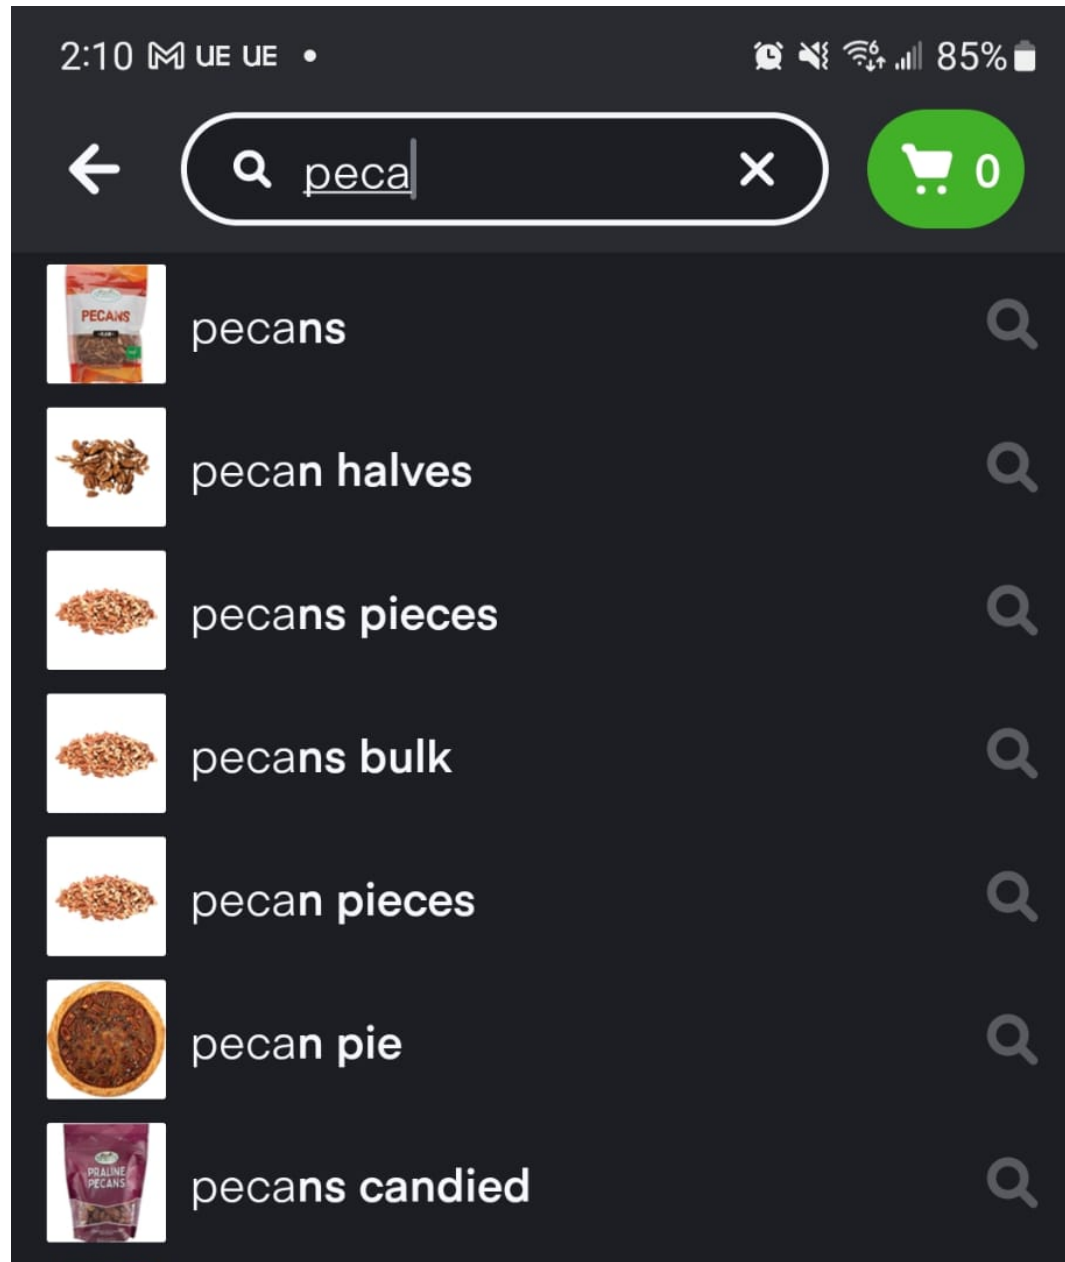 2:10 UE UE • 85%
peca 0
PECANS
pecans
pecan halves
pecans pieces
pecans bulk
pecan pieces
pecan pie
PRALINE
PECANS
pecans candied